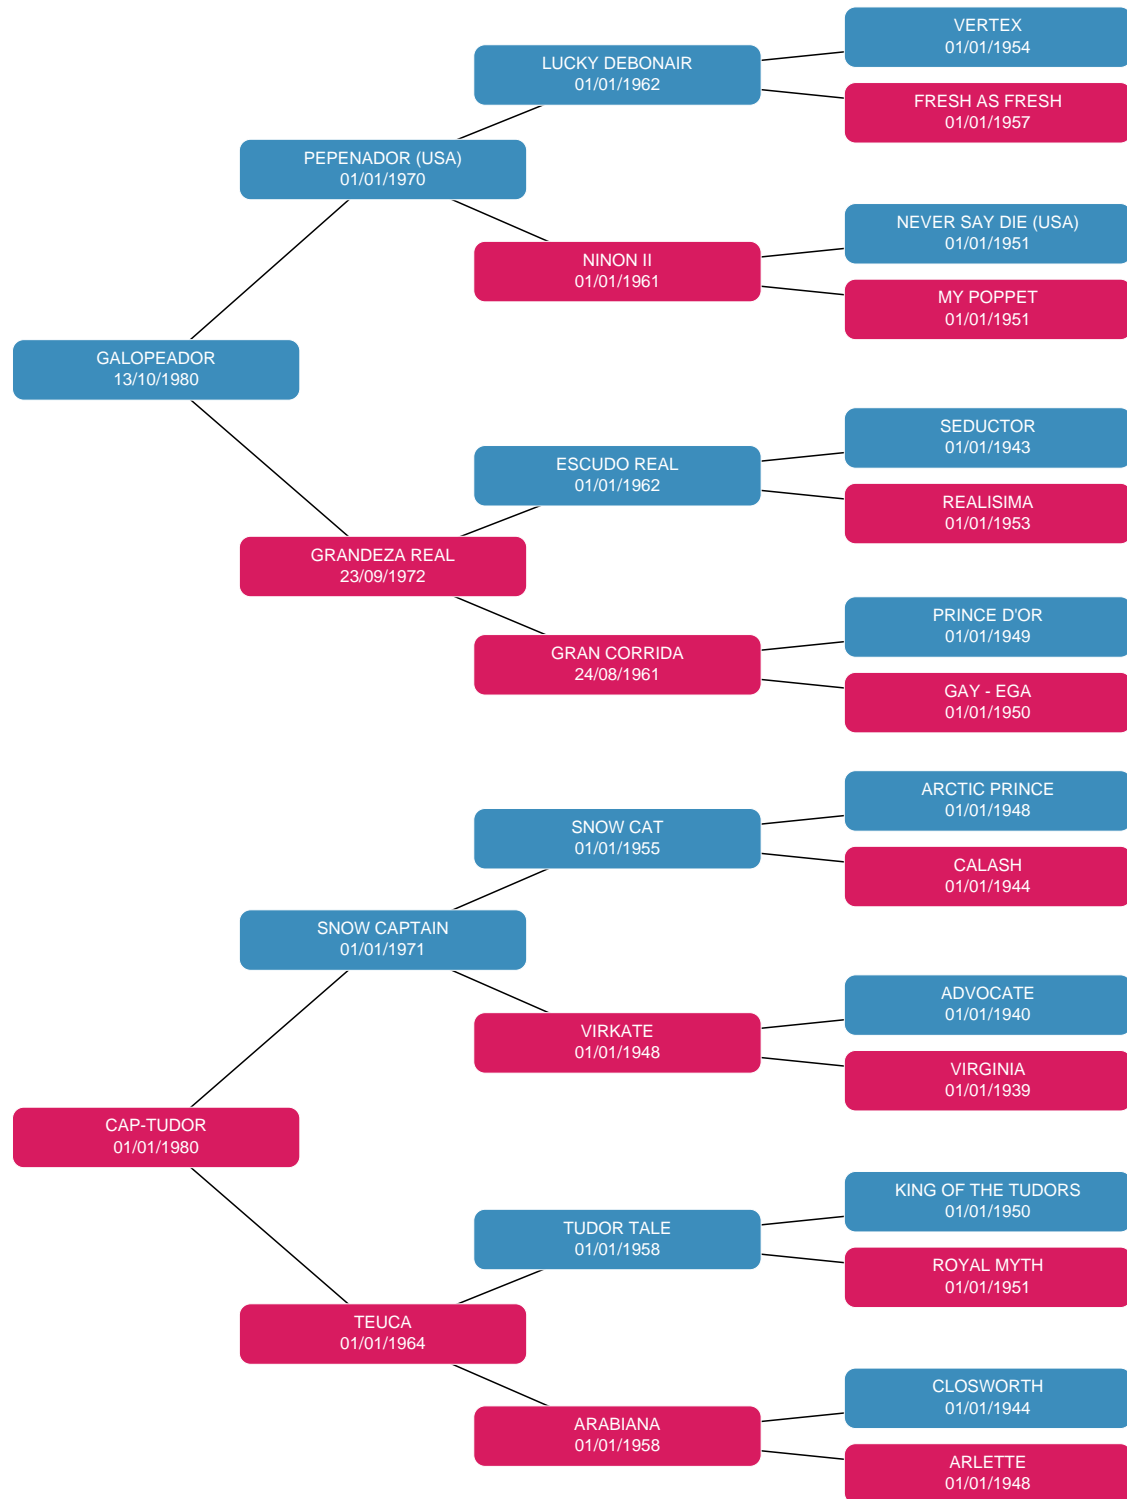 VERTEX
01/01/1954
LUCKY DEBONAIR
01/01/1962
FRESH AS FRESH
01/01/1957
PEPENADOR (USA)
01/01/1970
NEVER SAY DIE (USA)
01/01/1951
NINON II
01/01/1961
MY POPPET
01/01/1951
GALOPEADOR
13/10/1980
SEDUCTOR
01/01/1943
ESCUDO REAL
01/01/1962
REALISIMA
01/01/1953
GRANDEZA REAL
23/09/1972
PRINCE D'OR
01/01/1949
GRAN CORRIDA
24/08/1961
GAY - EGA
01/01/1950
ARCTIC PRINCE
01/01/1948
SNOW CAT
01/01/1955
CALASH
01/01/1944
SNOW CAPTAIN
01/01/1971
ADVOCATE
01/01/1940
VIRKATE
01/01/1948
VIRGINIA
01/01/1939
CAP-TUDOR
01/01/1980
KING OF THE TUDORS
01/01/1950
TUDOR TALE
01/01/1958
ROYAL MYTH
01/01/1951
TEUCA
01/01/1964
CLOSWORTH
01/01/1944
ARABIANA
01/01/1958
ARLETTE
01/01/1948